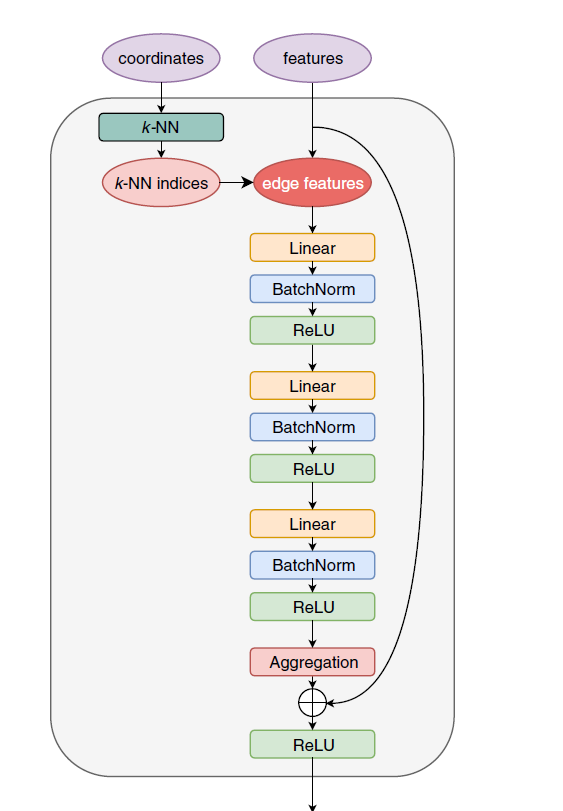 coordinates
features
k-NN
k-NN indices
edge features
Linear
BatchNorm
ReLU
Linear
BatchNorm
ReLU
Linear
BatchNorm
ReLU
Aggregation
ReLU